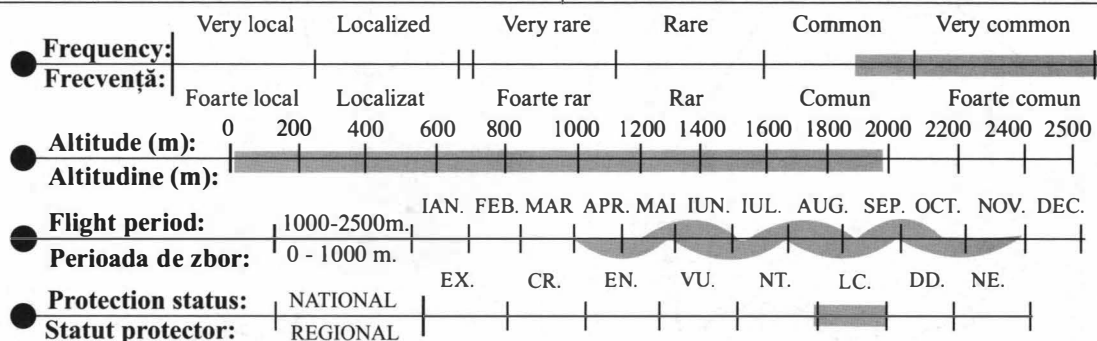 Very local Localized Very rare Rare Common Very common
Frequency:
Frecvență:
Foarte local Localizat Foarte rar Rar Comun Foarte comun
0 200 400 600 800 1000 1200 1400 1600 1800 2000 2200 2400 2500
Altitude (m):
Altitudine (m):
IAN. FEB. MAR APR. MAI IUN. IUL. AUG. SEP. OCT. NOV. DEC.
Flight period: 1000-2500m.
Perioada de zbor: 0 - 1000 m.
EX. CR. EN. VU. NT. LC. DD. NE.
Protection status: NATIONAL
Statut protector: REGIONAL